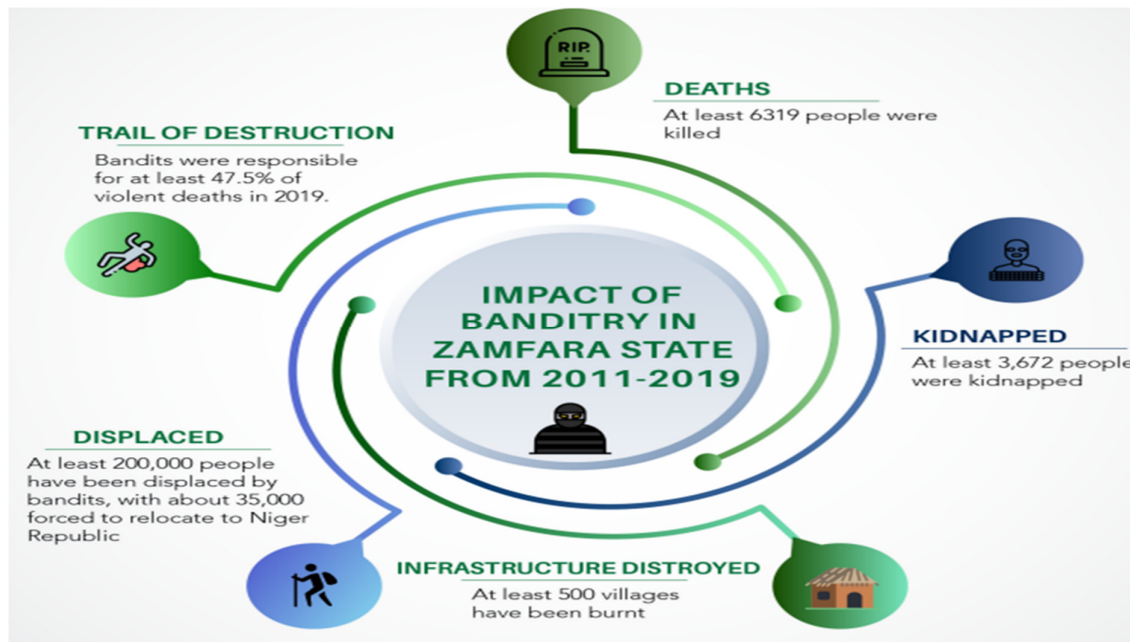 RIP
DEATHS
At least 6319 people were
killed
TRAIL OF DESTRUCTION
Bandits were responsible
for at least 47.5% of
violent deaths in 2019.
IMPACT OF
BANDITRY IN
ZAMFARA STATE
FROM 2011-2019
KIDNAPPED
At least 3,672 people
were kidnapped
DISPLACED
At least 200,000 people
have been displaced by
bandits, with about 35,000
forced to relocate to Niger
Republic
INFRASTRUCTURE DISTROYED
At least 500 villages
have been burnt